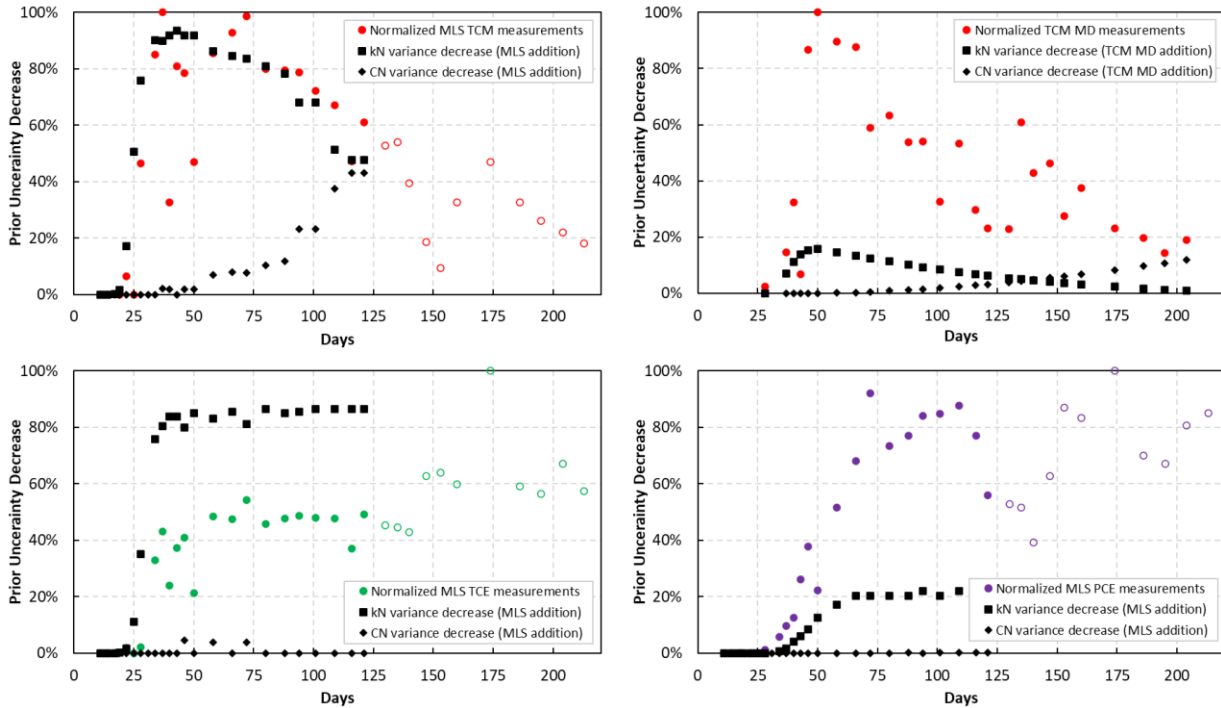 100%
80%
60%
40%
20%
0%
Prior Uncertainty Decrease
Normalized MLS TCM measurements
kN variance decrease (MLS addition)
CN variance decrease (MLS addition)
0 25 50 75 100 125 150 175 200
Days
100%
80%
60%
40%
20%
0%
Prior Uncertainty Decrease
Normalized TCM MD measurements
kN variance decrease (TCM MD addition)
CN variance decrease (TCM MD addition)
0 25 50 75 100 125 150 175 200
Days
100%
80%
60%
40%
20%
0%
Prior Uncertainty Decrease
Normalized MLS TCE measurements
kN variance decrease (MLS addition)
CN variance decrease (MLS addition)
0 25 50 75 100 125 150 175 200
Days
100%
80%
60%
40%
20%
0%
Prior Uncertainty Decrease
Normalized MLS PCE measurements
kN variance decrease (MLS addition)
CN variance decrease (MLS addition)
0 25 50 75 100 125 150 175 200
Days